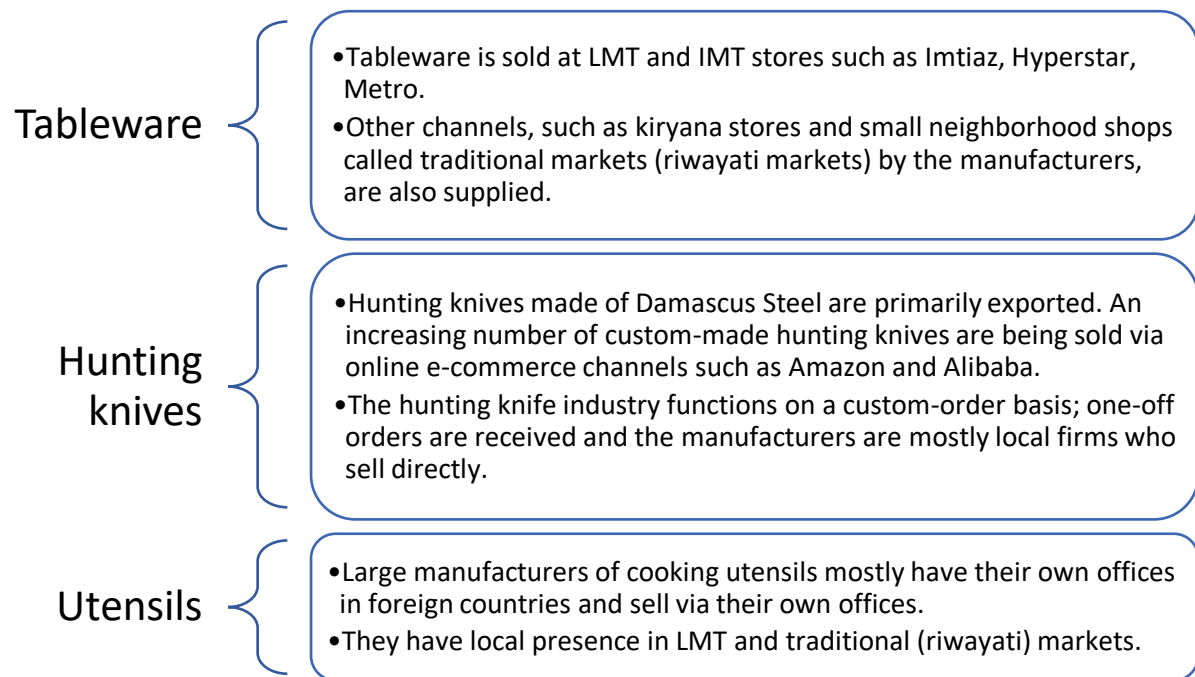 Tableware
•Tableware is sold at LMT and IMT stores such as Imtiaz, Hyperstar,
Metro.
•Other channels, such as kiryana stores and small neighborhood shops
called traditional markets (riwayati markets) by the manufacturers,
are also supplied.
Hunting
knives
•Hunting knives made of Damascus Steel are primarily exported. An
increasing number of custom-made hunting knives are being sold via
online e-commerce channels such as Amazon and Alibaba.
•The hunting knife industry functions on a custom-order basis; one-off
orders are received and the manufacturers are mostly local firms who
sell directly.
Utensils
•Large manufacturers of cooking utensils mostly have their own offices
in foreign countries and sell via their own offices.
•They have local presence in LMT and traditional (riwayati) markets.